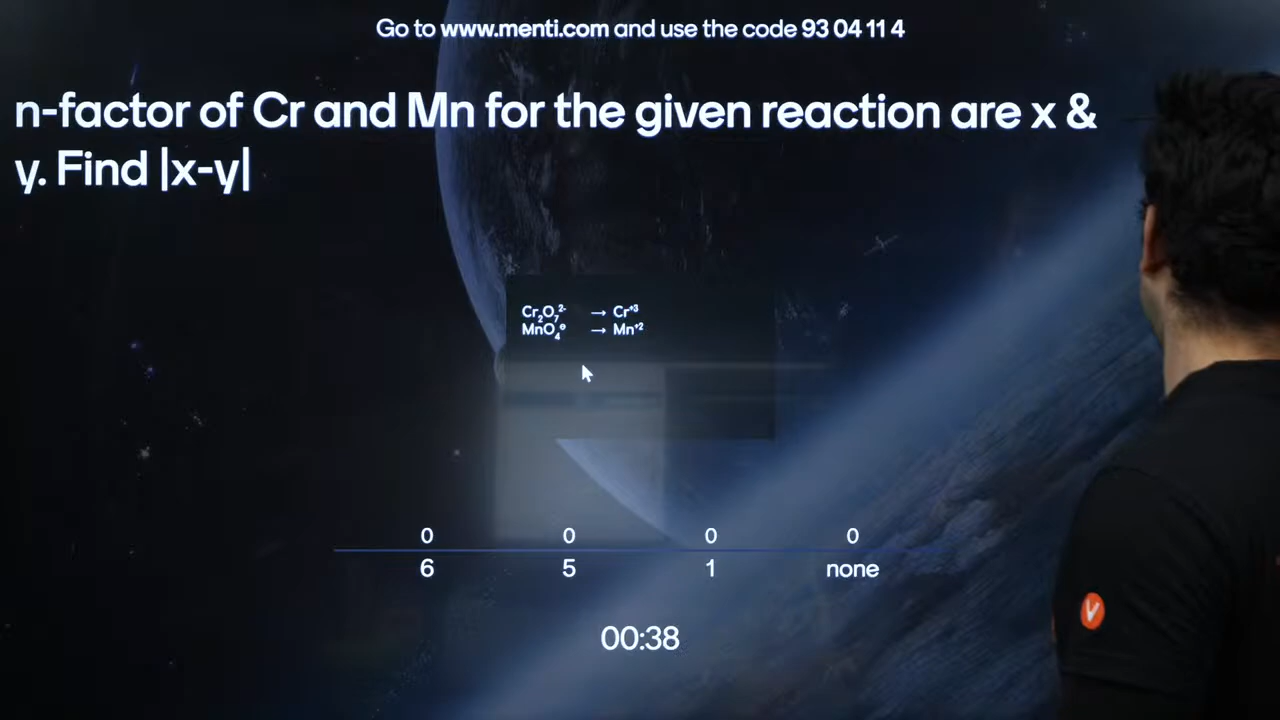 Go to www.menti.com and use the code 93 04 11 4
n-factor of Cr and Mn for the given reaction are x &
y. Find |x-y|
Cr₂O₇²⁻ → Cr⁺³
MnO₄⊖ → Mn⁺²
0 0 0 0
6 5 1 none
00:38